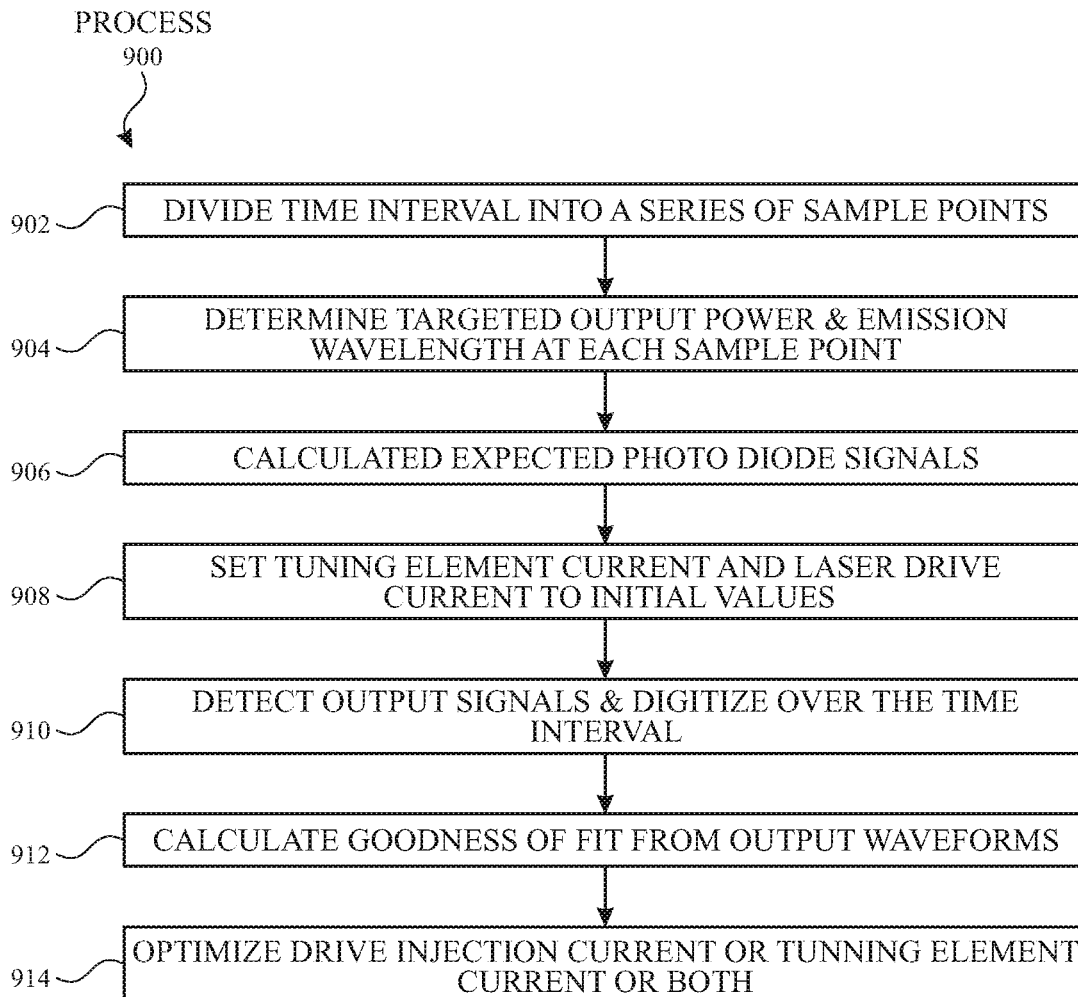 PROCESS
900
902
DIVIDE TIME INTERVAL INTO A SERIES OF SAMPLE POINTS
904
DETERMINE TARGETED OUTPUT POWER & EMISSION
WAVELENGTH AT EACH SAMPLE POINT
906
CALCULATED EXPECTED PHOTO DIODE SIGNALS
908
SET TUNING ELEMENT CURRENT AND LASER DRIVE
CURRENT TO INITIAL VALUES
910
DETECT OUTPUT SIGNALS & DIGITIZE OVER THE TIME
INTERVAL
912
CALCULATE GOODNESS OF FIT FROM OUTPUT WAVEFORMS
914
OPTIMIZE DRIVE INJECTION CURRENT OR TUNNING ELEMENT
CURRENT OR BOTH